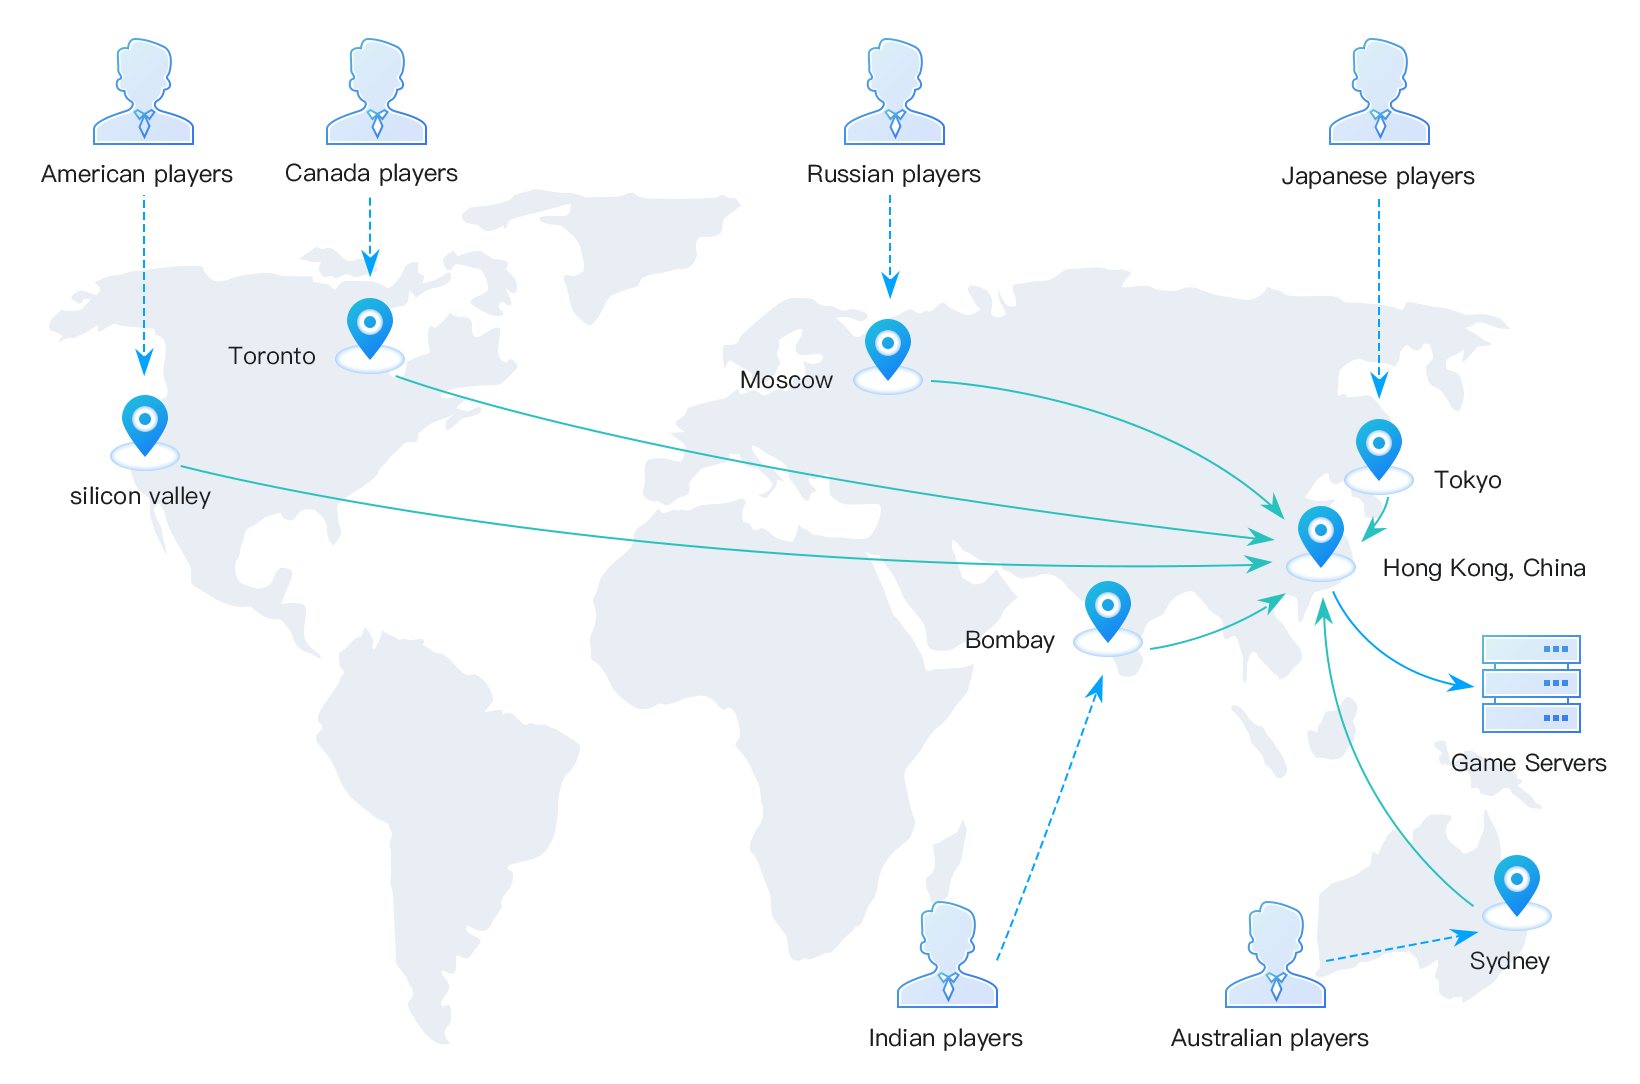 American players
Canada players
Russian players
Japanese players
Toronto
Moscow
silicon valley
Tokyo
Hong Kong, China
Bombay
Game Servers
Sydney
Indian players
Australian players